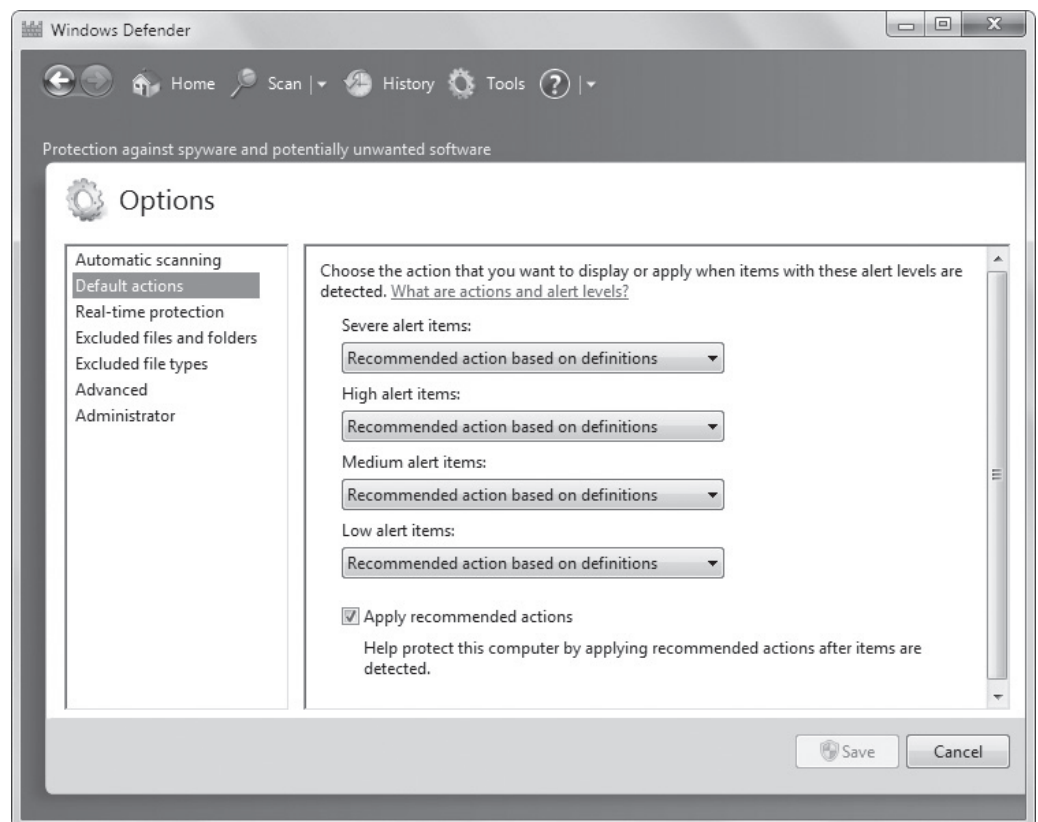 Windows Defender
Home Scan History Tools ?
Protection against spyware and potentially unwanted software
Options
Automatic scanning
Default actions
Real-time protection
Excluded files and folders
Excluded file types
Advanced
Administrator
Choose the action that you want to display or apply when items with these alert levels are
detected. What are actions and alert levels?
Severe alert items:
Recommended action based on definitions
High alert items:
Recommended action based on definitions
Medium alert items:
Recommended action based on definitions
Low alert items:
Recommended action based on definitions
Apply recommended actions
Help protect this computer by applying recommended actions after items are
detected.
Save Cancel